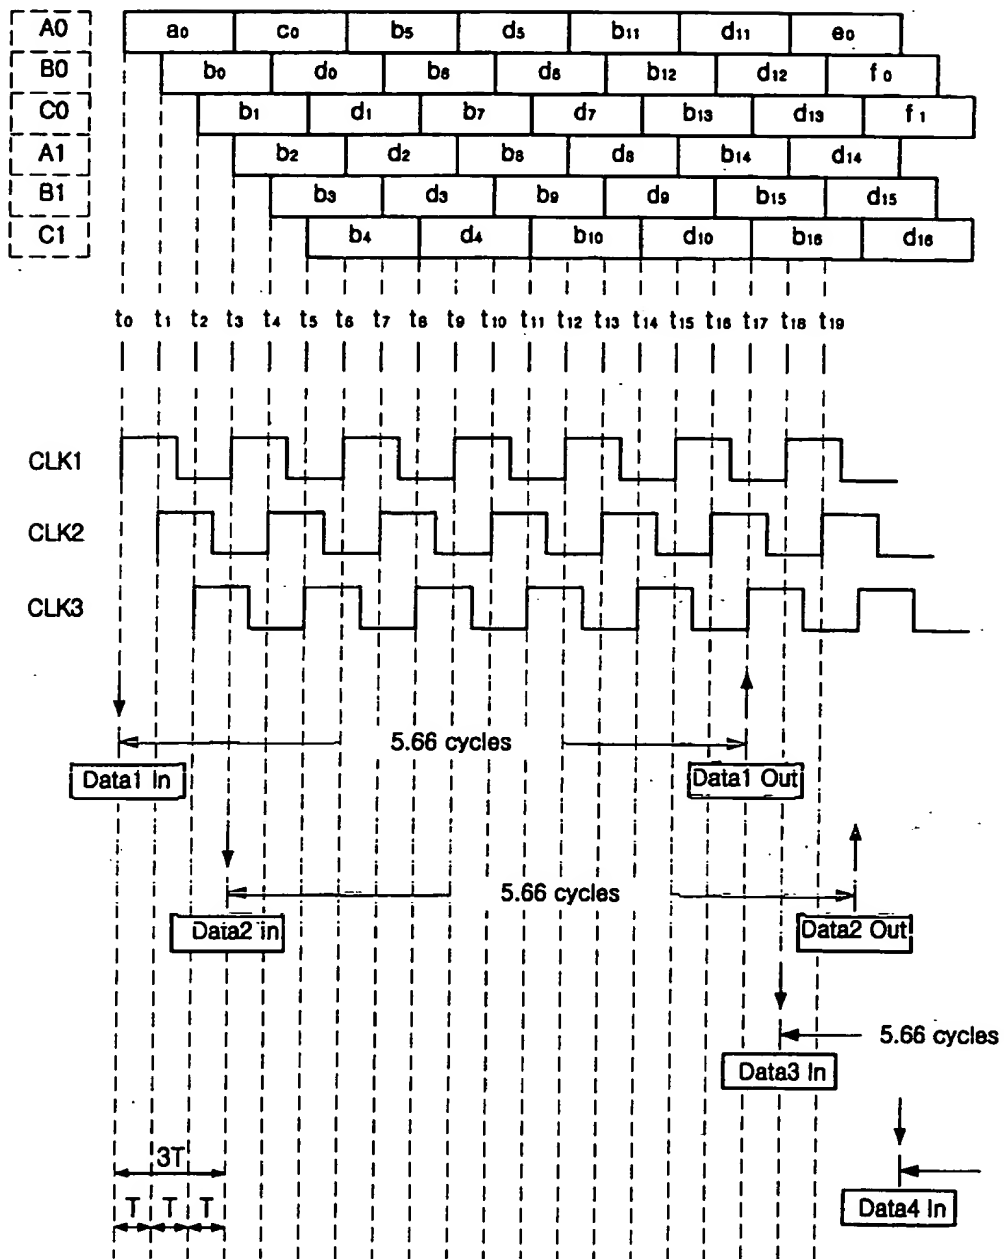 A0 a0 c0 b5 d5 b11 d11 e0
B0 b0 d0 b6 d6 b12 d12 f0
C0 b1 d1 b7 d7 b13 d13 f1
A1 b2 d2 b8 d8 b14 d14
B1 b3 d3 b9 d9 b15 d15
C1 b4 d4 b10 d10 b16 d16
t0 t1 t2 t3 t4 t5 t6 t7 t8 t9 t10 t11 t12 t13 t14 t15 t16 t17 t18 t19
CLK1
CLK2
CLK3
5.66 cycles
Data1 In Data1 Out
5.66 cycles
Data2 in Data2 Out
5.66 cycles
Data3 In
3T
T T T
Data4 In